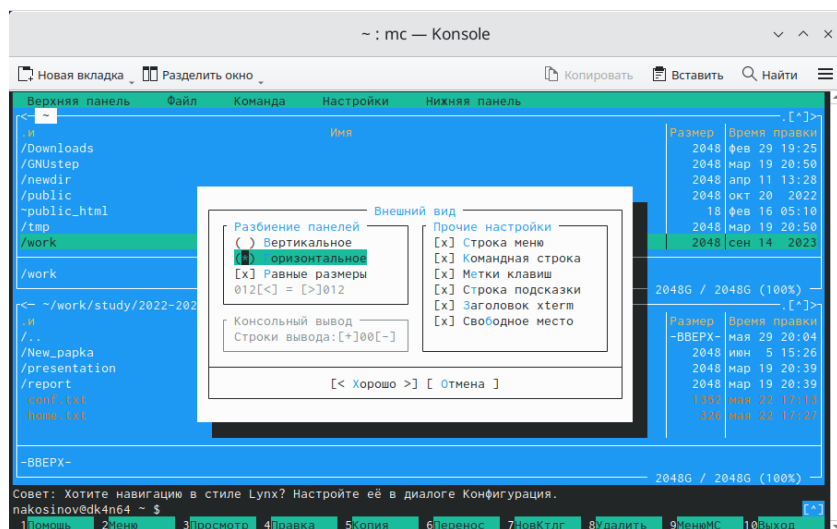 ~ : mc — Konsole
Новая вкладка Разделить окно Копировать Вставить Найти
Верхняя панель Файл Команда Настройки Нижняя панель
<- ~ .[^]>
.и Имя Размер Время правки
/Downloads 2048 фев 29 19:25
/GNUstep 2048 мар 19 20:50
/newdir 2048 апр 11 13:28
/public 2048 окт 20 2022
~public_html 18 фев 16 05:10
/tmp 2048 мар 19 20:50
/work 2048 сен 14 2023
/work
2048G / 2048G (100%)
<- ~/work/study/2022-202 .[^]>
.и Размер Время правки
/.. -ВВЕРХ- мая 29 20:04
/New_papka 2048 июн 5 15:26
/presentation 2048 мар 19 20:39
/report 2048 мар 19 20:39
conf.txt 1352 мая 22 17:13
home.txt 326 мая 22 17:27
-ВВЕРХ-
2048G / 2048G (100%)
Внешний вид
Разбиение панелей
( ) Вертикальное
(*) Горизонтальное
[x] Равные размеры
012[<] = [>]012
Консольный вывод
Строки вывода:[+]00[-]
Прочие настройки
[x] Строка меню
[x] Командная строка
[x] Метки клавиш
[x] Строка подсказки
[x] Заголовок xterm
[x] Свободное место
[< Хорошо >] [ Отмена ]
Совет: Хотите навигацию в стиле Lynx? Настройте её в диалоге Конфигурация.
nakosinov@dk4n64 ~ $ [^]
1Помощь 2Меню 3Просмотр 4Правка 5Копия 6Перенос 7НовКтлг 8Удалить 9МенюМС 10Выход